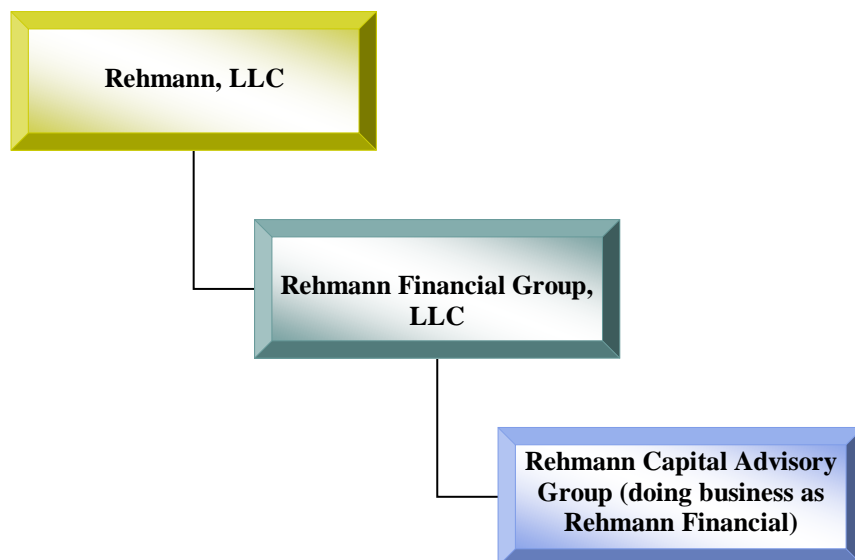 Rehmann, LLC
Rehmann Financial Group,
LLC
Rehmann Capital Advisory
Group (doing business as
Rehmann Financial)